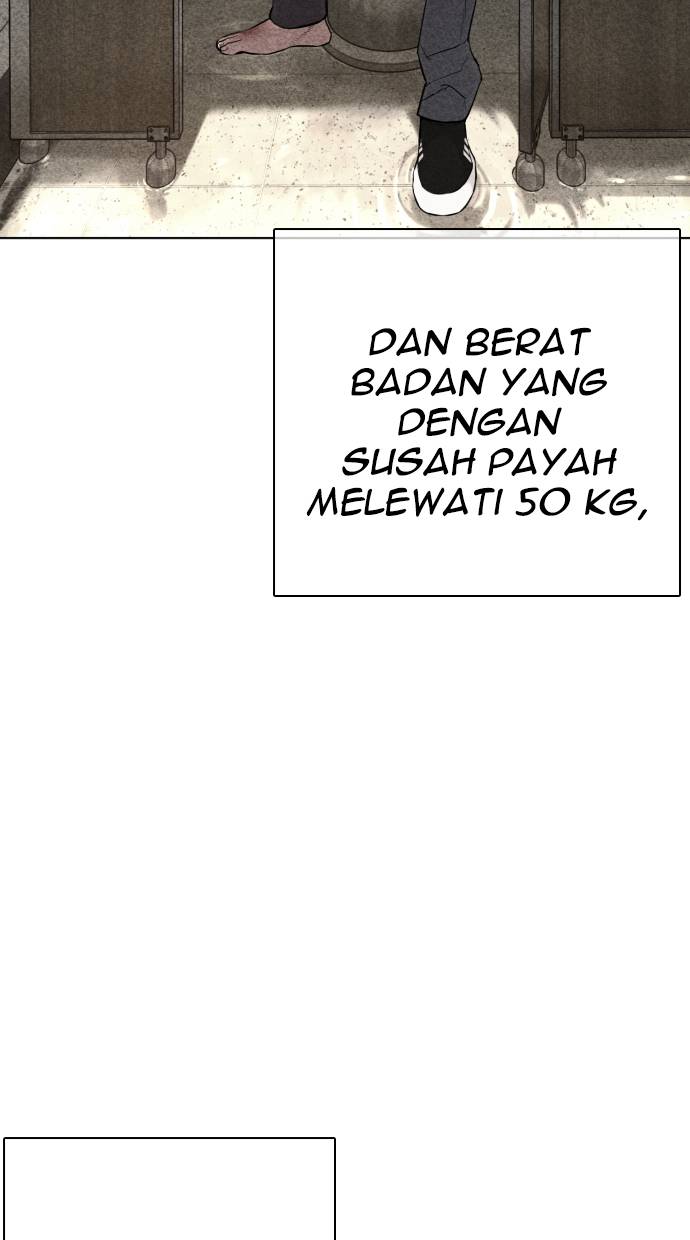 DAN BERAT
BADAN YANG
DENGAN
SUSAH PAYAH
MELEWATI 50 KG,